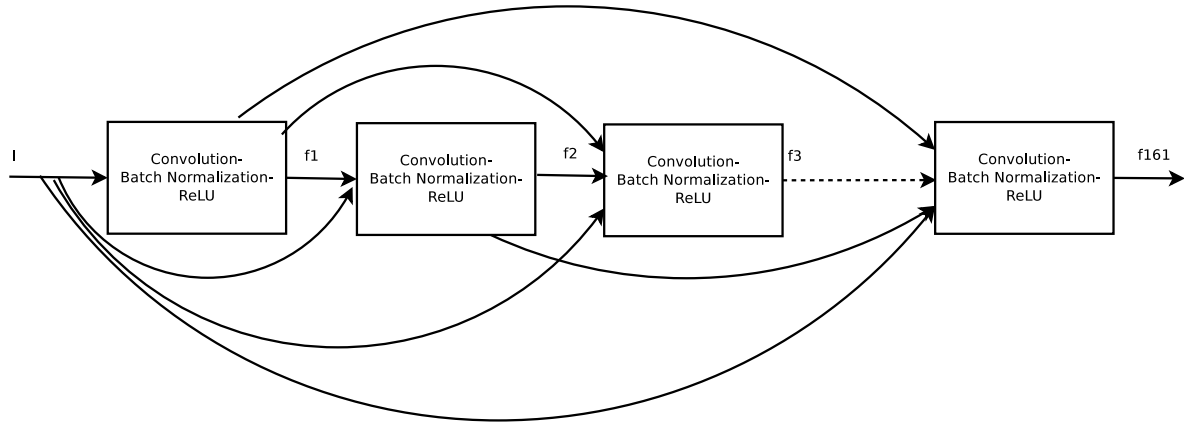 I
Convolution-
Batch Normalization-
ReLU
f1
Convolution-
Batch Normalization-
ReLU
f2
Convolution-
Batch Normalization-
ReLU
f3
Convolution-
Batch Normalization-
ReLU
f161